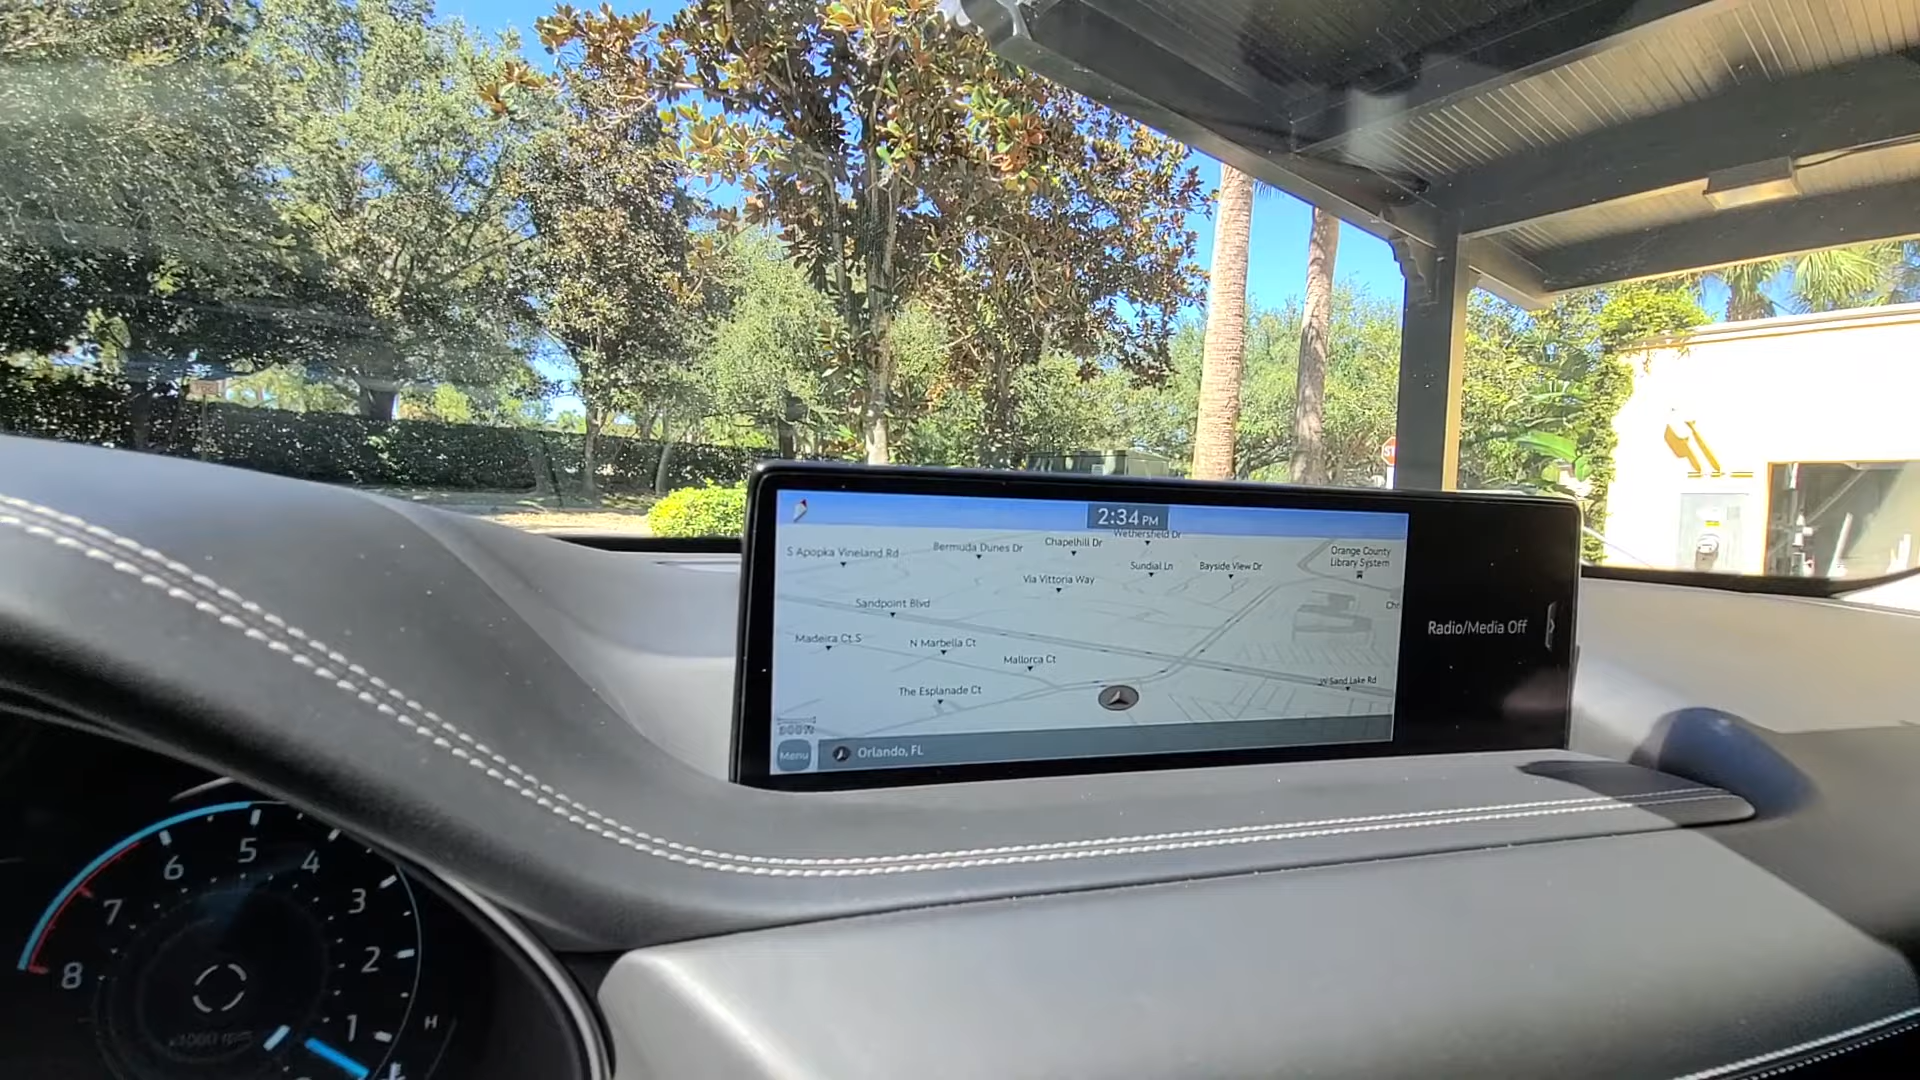 2:34 PM
Wethersfield Dr
Chapelhill Dr
Bermuda Dunes Dr
S Apopka Vineland Rd
Orange County
Library System
Sundial Ln
Bayside View Dr
Via Vittoria Way
Sandpoint Blvd
Madeira Ct S
N Marbella Ct
Mallorca Ct
W Sand Lake Rd
The Esplanade Ct
Radio/Media Off
Menu
Orlando, FL
8
7
6
5
4
3
2
1
H